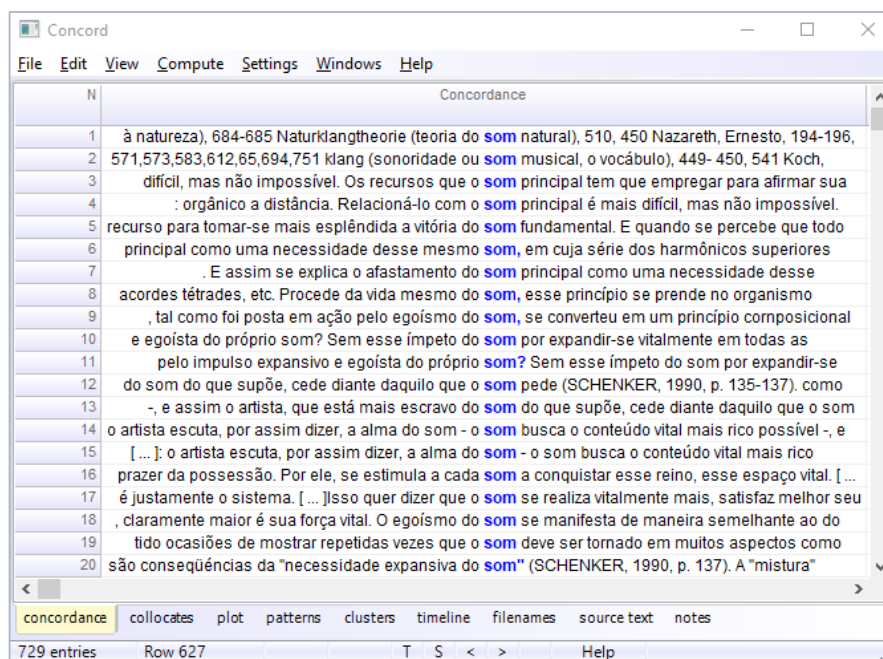 Concord
File Edit View Compute Settings Windows Help
N Concordance
1 à natureza), 684-685 Naturklangtheorie (teoria do som natural), 510, 450 Nazareth, Ernesto, 194-196,
2 571,573,583,612,65,694,751 klang (sonoridade ou som musical, o vocábulo), 449- 450, 541 Koch,
3 difícil, mas não impossível. Os recursos que o som principal tem que empregar para afirmar sua
4 : orgânico a distância. Relacioná-lo com o som principal é mais difícil, mas não impossível.
5 recurso para tomar-se mais esplêndida a vitória do som fundamental. E quando se percebe que todo
6 principal como uma necessidade desse mesmo som, em cuja série dos harmônicos superiores
7 . E assim se explica o afastamento do som principal como uma necessidade desse
8 acordes tétrades, etc. Procede da vida mesmo do som, esse princípio se prende no organismo
9 , tal como foi posta em ação pelo egoísmo do som, se converteu em um princípio cornposicional
10 e egoísta do próprio som? Sem esse ímpeto do som por expandir-se vitalmente em todas as
11 pelo impulso expansivo e egoísta do próprio som? Sem esse ímpeto do som por expandir-se
12 do som do que supõe, cede diante daquilo que o som pede (SCHENKER, 1990, p. 135-137). como
13 -, e assim o artista, que está mais escravo do som do que supõe, cede diante daquilo que o som
14 o artista escuta, por assim dizer, a alma do som - o som busca o conteúdo vital mais rico possível -, e
15 [ ... ]: o artista escuta, por assim dizer, a alma do som - o som busca o conteúdo vital mais rico
16 prazer da possessão. Por ele, se estimula a cada som a conquistar esse reino, esse espaço vital. [ ...
17 é justamente o sistema. [ ... ]Isso quer dizer que o som se realiza vitalmente mais, satisfaz melhor seu
18 , claramente maior é sua força vital. O egoísmo do som se manifesta de maneira semelhante ao do
19 tido ocasiões de mostrar repetidas vezes que o som deve ser tornado em muitos aspectos como
20 são conseqüências da "necessidade expansiva do som" (SCHENKER, 1990, p. 137). A "mistura"
concordance collocates plot patterns clusters timeline filenames source text notes
729 entries Row 627 T S < > Help